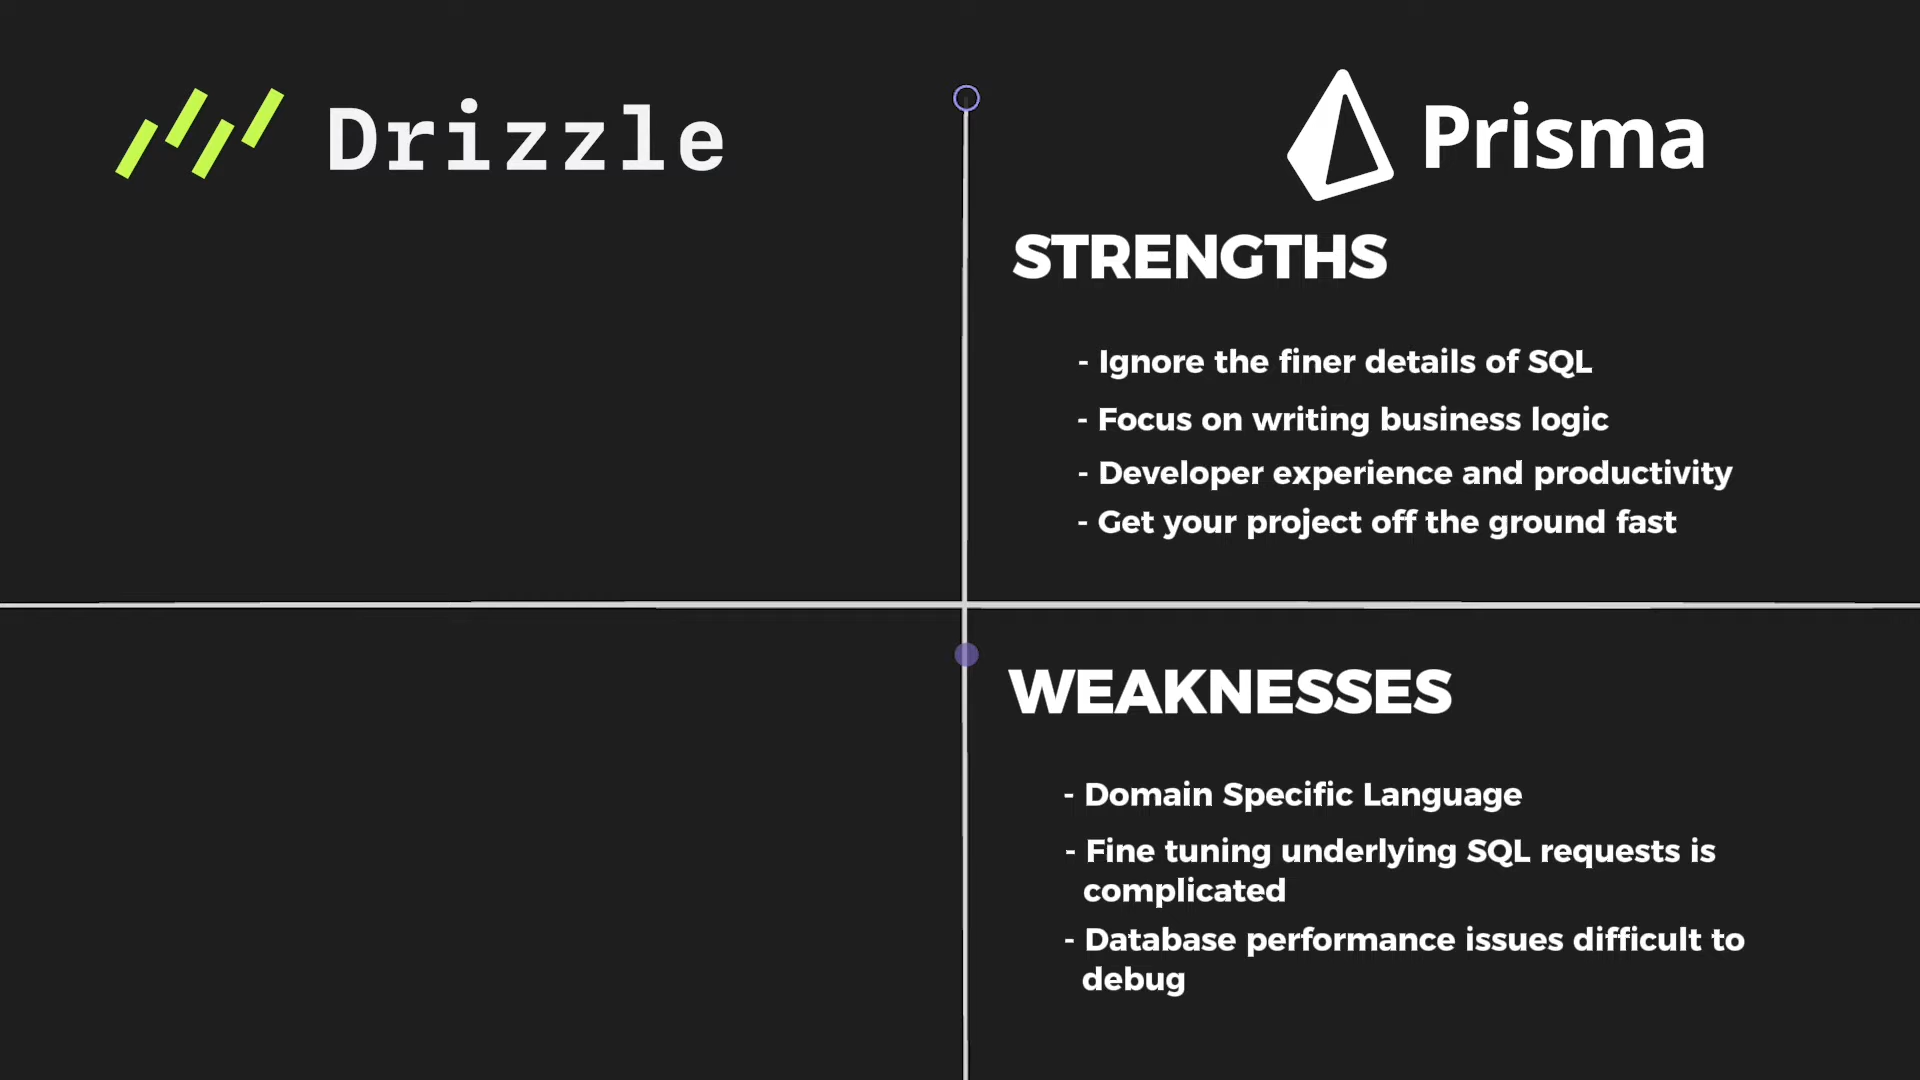 Drizzle
Prisma
STRENGTHS
- Ignore the finer details of SQL
- Focus on writing business logic
- Developer experience and productivity
- Get your project off the ground fast
WEAKNESSES
- Domain Specific Language
- Fine tuning underlying SQL requests is
complicated
- Database performance issues difficult to
debug